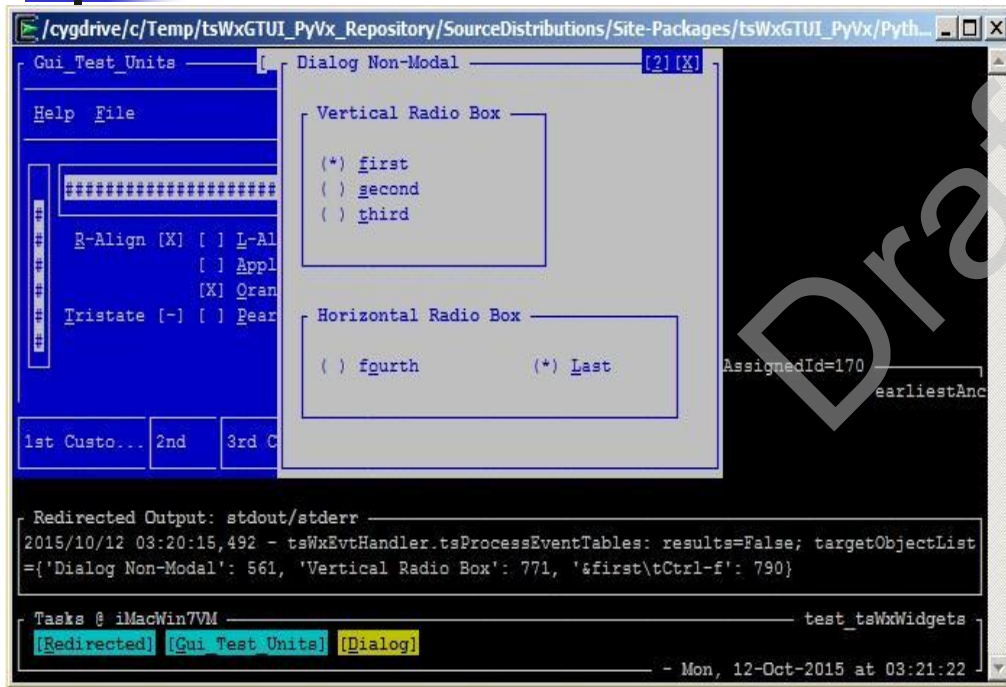 /cygdrive/c/Temp/tsWxGTUI_PyVx_Repository/SourceDistributions/Site-Packages/tsWxGTUI_PyVx/Pyth...
Gui_Test_Units [
Dialog Non-Modal [?][X]
Help File
Vertical Radio Box
(*) first
( ) second
( ) third
######################
#
#
#
#
#
#
R-Align [X] [ ] L-Al
[ ] Appl
[X] Oran
Tristate [-] [ ] Pear
Horizontal Radio Box
( ) fourth (*) Last
AssignedId=170
earliestAnc
1st Custo... 2nd 3rd C
Redirected Output: stdout/stderr
2015/10/12 03:20:15,492 - tsWxEvtHandler.tsProcessEventTables: results=False; targetObjectList
={'Dialog Non-Modal': 561, 'Vertical Radio Box': 771, '&first\tCtrl-f': 790}
Tasks @ iMacWin7VM test_tsWxWidgets
[Redirected] [Gui_Test_Units] [Dialog]
- Mon, 12-Oct-2015 at 03:21:22 -
Draf